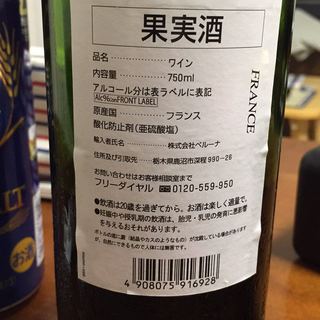 果実酒
品名 ……………… ワイン
内容量 ……………… 750ml
アルコール分は表ラベルに表記
Alc%onFRONT LABEL
原産国 ……………… フランス
酸化防止剤（亜硫酸塩）
輸入者氏名 ……………… 株式会社ベルーナ
住所及び引取先 …… 栃木県鹿沼市深程990-26
お問い合わせはお客様相談室まで
フリーダイヤル 0120-559-950
●飲酒は20歳を過ぎてから。お酒は楽しく適量で。
●妊娠中や授乳期の飲酒は、胎児・乳児の発育に悪影響を与えるおそれがあります。
4 908075 916928
FRANCE
LT
お酒